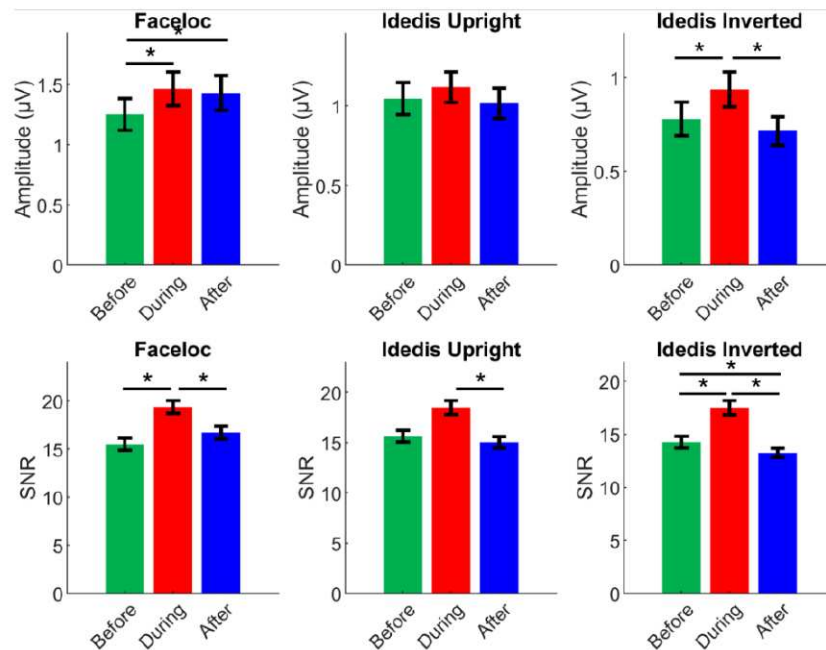 Faceloc
*
*
Amplitude (µV)
1.5
1
0.5
0
Before
During
After
Idedis Upright
Amplitude (µV)
1
0.5
0
Before
During
After
Idedis Inverted
* *
Amplitude (µV)
1
0.5
0
Before
During
After
Faceloc
* *
SNR
20
15
10
5
0
Before
During
After
Idedis Upright
*
SNR
20
15
10
5
0
Before
During
After
Idedis Inverted
*
* *
SNR
20
15
10
5
0
Before
During
After